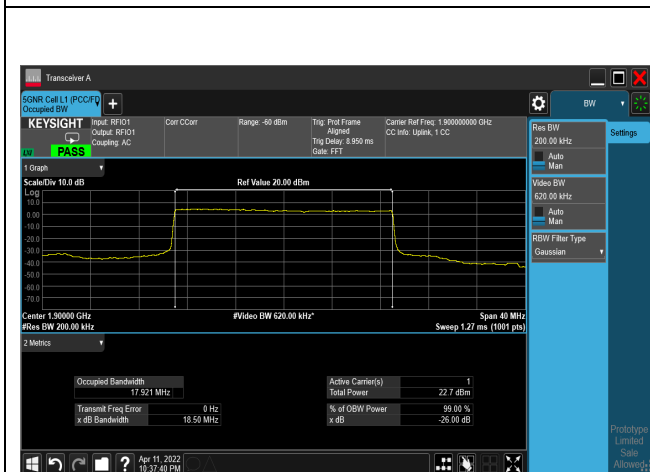 Transceiver A
5GNR Cell L1 (PCC/FD
Occupied BW
BW
KEYSIGHT
LXI
PASS
Input: RFIO1
Output: RFIO1
Coupling: AC
Corr CCorr
Range: -60 dBm
Trig: Prot Frame
Aligned
Trig Delay: 8.950 ms
Gate: FFT
Carrier Ref Freq: 1.900000000 GHz
CC Info: Uplink, 1 CC
Res BW
200.00 kHz
Auto
Man
Settings
1 Graph
Scale/Div 10.0 dB
Ref Value 20.00 dBm
Video BW
620.00 kHz
Auto
Man
RBW Filter Type
Gaussian
Log
10.0
0.00
-10.0
-20.0
-30.0
-40.0
-50.0
-60.0
-70.0
Center 1.90000 GHz
#Video BW 620.00 kHz*
Span 40 MHz
#Res BW 200.00 kHz
Sweep 1.27 ms (1001 pts)
2 Metrics
Occupied Bandwidth
17.921 MHz
Active Carrier(s) 1
Total Power 22.7 dBm
Transmit Freq Error 0 Hz
x dB Bandwidth 18.50 MHz
% of OBW Power 99.00 %
x dB -26.00 dB
Prototype
Limited
Sale
Allowed
Apr 11, 2022
10:37:40 PM